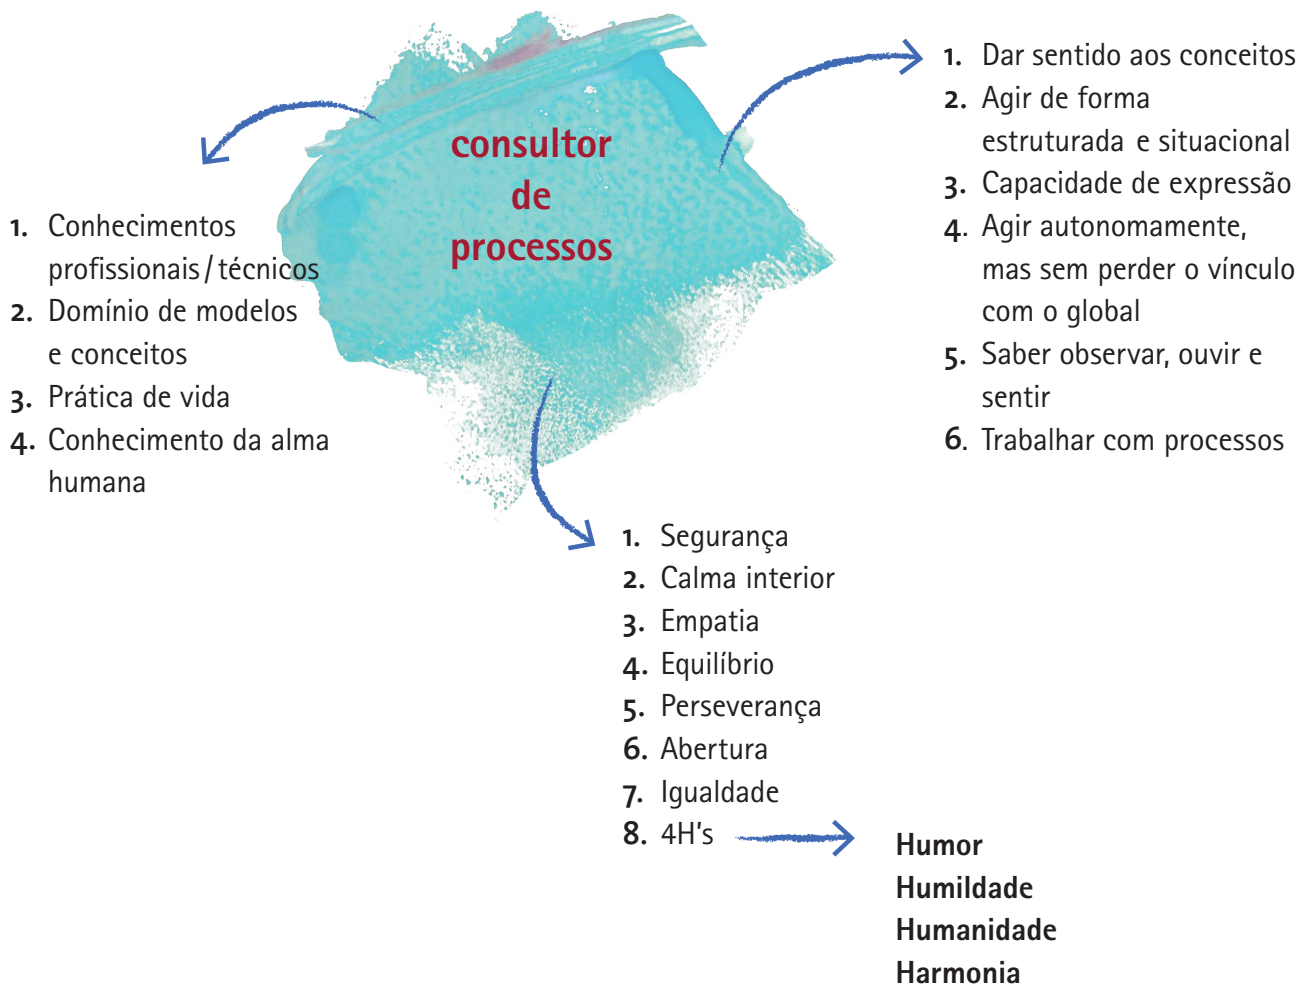 consultor
de
processos
1. Conhecimentos
profissionais / técnicos
2. Domínio de modelos
e conceitos
3. Prática de vida
4. Conhecimento da alma
humana
1. Dar sentido aos conceitos
2. Agir de forma
estruturada e situacional
3. Capacidade de expressão
4. Agir autonomamente,
mas sem perder o vínculo
com o global
5. Saber observar, ouvir e
sentir
6. Trabalhar com processos
1. Segurança
2. Calma interior
3. Empatia
4. Equilíbrio
5. Perseverança
6. Abertura
7. Igualdade
8. 4H's
Humor
Humildade
Humanidade
Harmonia